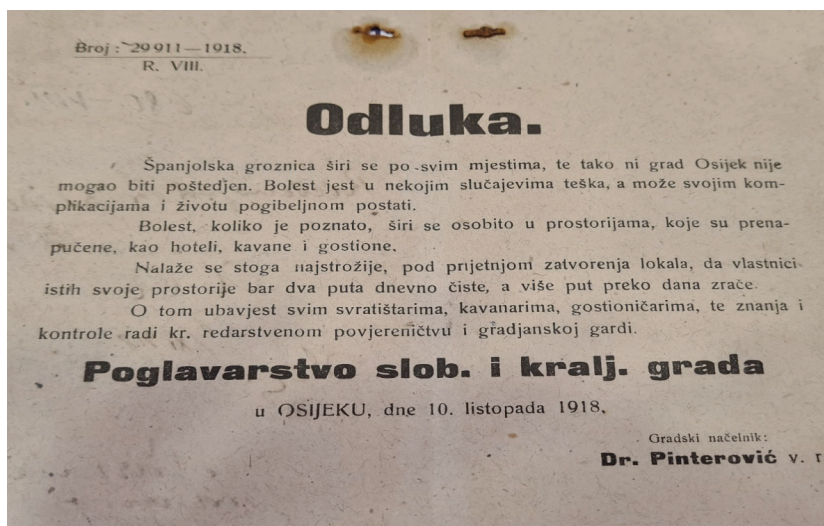 Broj: 29911—1918.
R. VIII.
Odluka.
Španjolska groznica širi se po svim mjestima, te tako ni grad Osijek nije
mogao biti poštedjen. Bolest jest u nekojim slučajevima teška, a može svojim kom-
plikacijama i životu pogibeljnom postati.
Bolest, koliko je poznato, širi se osobito u prostorijama, koje su prena-
pučene, kao hoteli, kavane i gostione.
Nalaže se stoga najstrožije, pod prijetnjom zatvorenja lokala, da vlastnici
istih svoje prostorije bar dva puta dnevno čiste, a više put preko dana zrače.
O tom ubavjest svim svratištarima, kavanarima, gostioničarima, te znanja i
kontrole radi kr. redarstvenom povjereničtvu i gradjanskoj gardi.
Poglavarstvo slob. i kralj. grada
u OSIJEKU, dne 10. listopada 1918.
Gradski načelnik:
Dr. Pinterović v. r